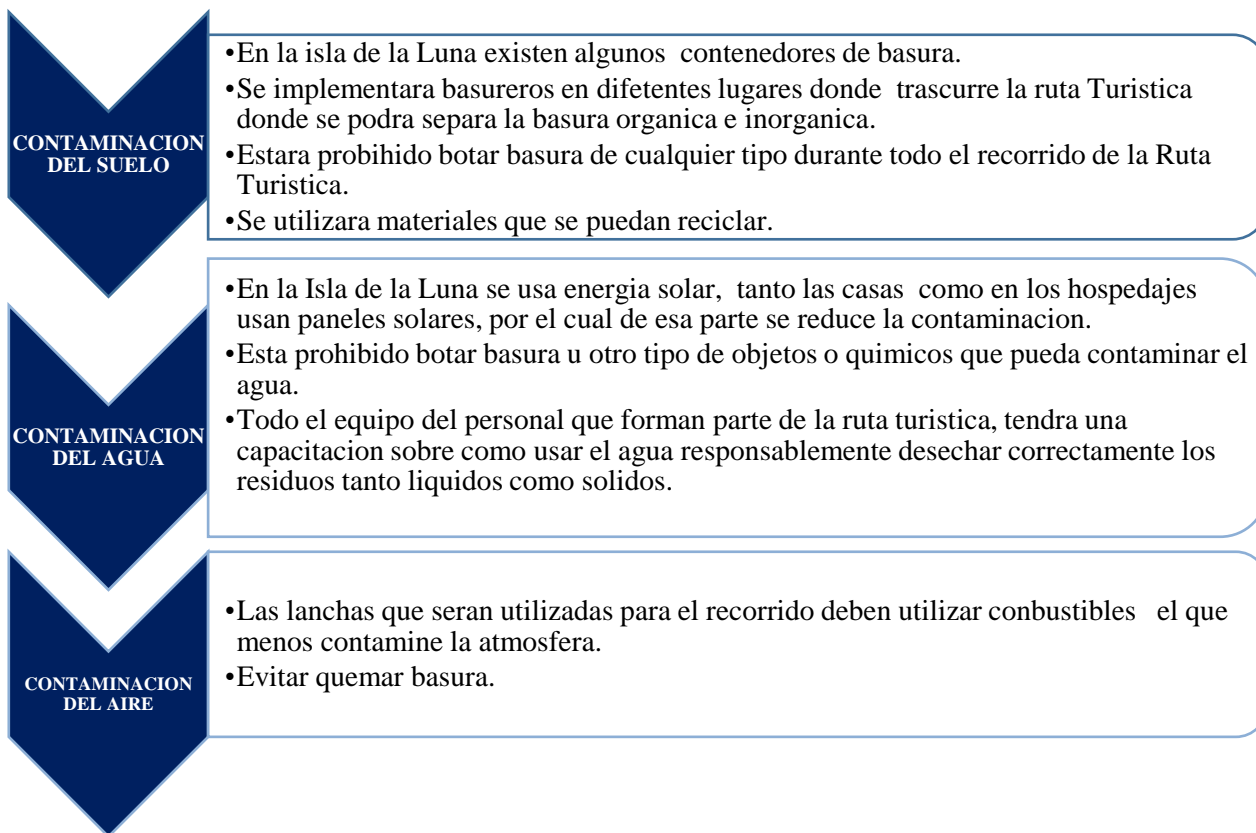 CONTAMINACION
DEL SUELO
•En la isla de la Luna existen algunos contenedores de basura.
•Se implementara basureros en difetentes lugares donde trascurre la ruta Turistica
donde se podra separa la basura organica e inorganica.
•Estara probihido botar basura de cualquier tipo durante todo el recorrido de la Ruta
Turistica.
•Se utilizara materiales que se puedan reciclar.
CONTAMINACION
DEL AGUA
•En la Isla de la Luna se usa energia solar, tanto las casas como en los hospedajes
usan paneles solares, por el cual de esa parte se reduce la contaminacion.
•Esta prohibido botar basura u otro tipo de objetos o quimicos que pueda contaminar el
agua.
•Todo el equipo del personal que forman parte de la ruta turistica, tendra una
capacitacion sobre como usar el agua responsablemente desechar correctamente los
residuos tanto liquidos como solidos.
CONTAMINACION
DEL AIRE
•Las lanchas que seran utilizadas para el recorrido deben utilizar conbustibles el que
menos contamine la atmosfera.
•Evitar quemar basura.